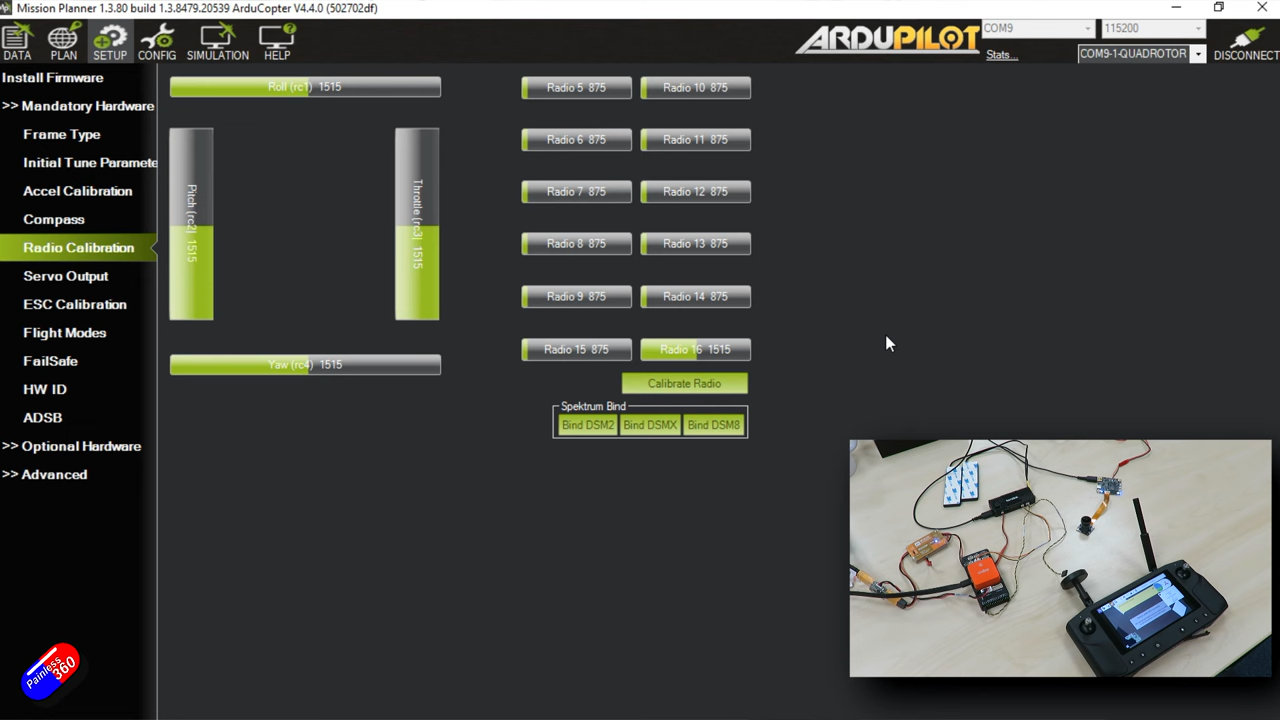 Mission Planner 1.3.80 build 1.3.8479.20539 ArduCopter V4.4.0 (502702df)
DATA PLAN SETUP CONFIG SIMULATION HELP
ARDUPILOT
COM9 115200
Stats... COM9-1-QUADROTOR DISCONNECT
Install Firmware
>> Mandatory Hardware
Frame Type
Initial Tune Paramete
Accel Calibration
Compass
Radio Calibration
Servo Output
ESC Calibration
Flight Modes
FailSafe
HW ID
ADSB
>> Optional Hardware
>> Advanced
Roll (rc1) 1515
Pitch (rc2) 1515
Throttle (rc3) 1515
Yaw (rc4) 1515
Radio 5 875 Radio 10 875
Radio 6 875 Radio 11 875
Radio 7 875 Radio 12 875
Radio 8 875 Radio 13 875
Radio 9 875 Radio 14 875
Radio 15 875 Radio 16 1515
Calibrate Radio
Spektrum Bind
Bind DSM2 Bind DSMX Bind DSM8
Painless
360